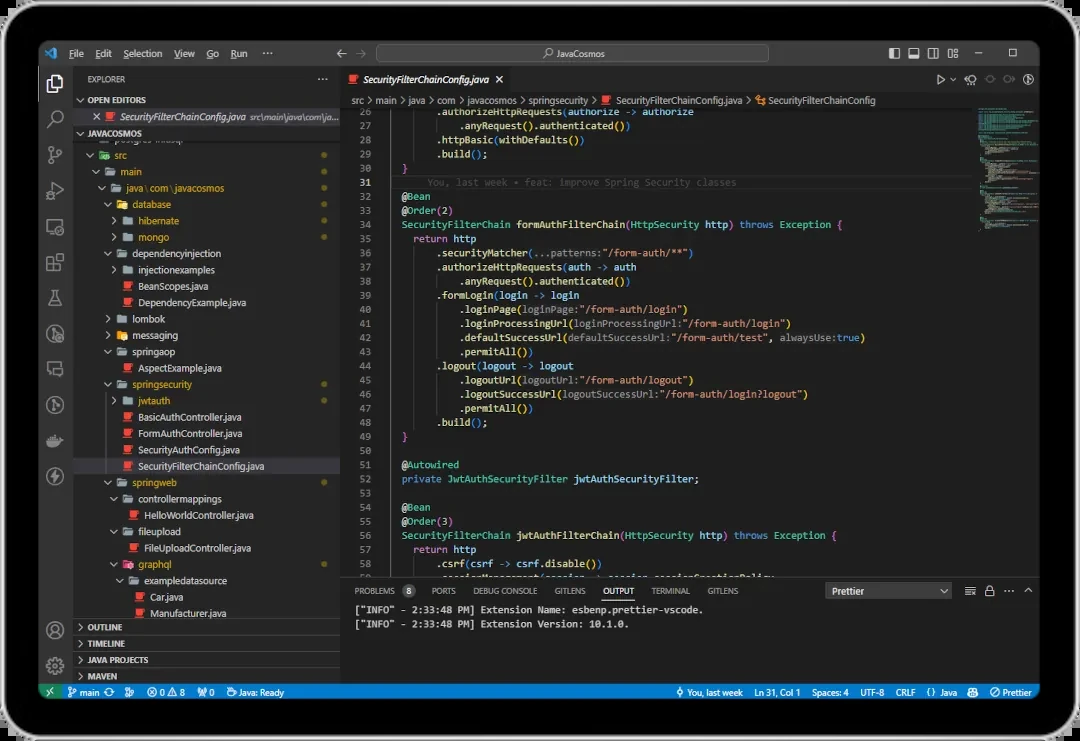 File Edit Selection View Go Run ··· JavaCosmos
EXPLORER ···
OPEN EDITORS
SecurityFilterChainConfig.java src\main\java\com\ja...
JAVACOSMOS
src
main
java \ com \ javacosmos
database
hibernate
mongo
dependencyinjection
injectionexamples
BeanScopes.java
DependencyExample.java
lombok
messaging
springaop
AspectExample.java
springsecurity
jwtauth
BasicAuthController.java
FormAuthController.java
SecurityAuthConfig.java
SecurityFilterChainConfig.java
springweb
controllermappings
HelloWorldController.java
fileupload
FileUploadController.java
graphql
exampledatasource
Car.java
Manufacturer.java
OUTLINE
TIMELINE
JAVA PROJECTS
MAVEN
SecurityFilterChainConfig.java
src > main > java > com > javacosmos > springsecurity > SecurityFilterChainConfig.java > SecurityFilterChainConfig
26 .authorizeHttpRequests(authorize -> authorize
27 .anyRequest().authenticated())
28 .httpBasic(withDefaults())
29 .build();
30 }
31 You, last week • feat: improve Spring Security classes
32 @Bean
33 @Order(2)
34 SecurityFilterChain formAuthFilterChain(HttpSecurity http) throws Exception {
35 return http
36 .securityMatcher(...patterns:"/form-auth/**")
37 .authorizeHttpRequests(auth -> auth
38 .anyRequest().authenticated())
39 .formLogin(login -> login
40 .loginPage(loginPage:"/form-auth/login")
41 .loginProcessingUrl(loginProcessingUrl:"/form-auth/login")
42 .defaultSuccessUrl(defaultSuccessUrl:"/form-auth/test", alwaysUse:true)
43 .permitAll())
44 .logout(logout -> logout
45 .logoutUrl(logoutUrl:"/form-auth/logout")
46 .logoutSuccessUrl(logoutSuccessUrl:"/form-auth/login?logout")
47 .permitAll())
48 .build();
49 }
50
51 @Autowired
52 private JwtAuthSecurityFilter jwtAuthSecurityFilter;
53
54 @Bean
55 @Order(3)
56 SecurityFilterChain jwtAuthFilterChain(HttpSecurity http) throws Exception {
57 return http
58 .csrf(csrf -> csrf.disable())
PROBLEMS 8 PORTS DEBUG CONSOLE GITLENS OUTPUT TERMINAL GITLENS Prettier
["INFO" - 2:33:48 PM] Extension Name: esbenp.prettier-vscode.
["INFO" - 2:33:48 PM] Extension Version: 10.1.0.
main 0 8 0 Java: Ready You, last week Ln 31, Col 1 Spaces: 4 UTF-8 CRLF {} Java Prettier